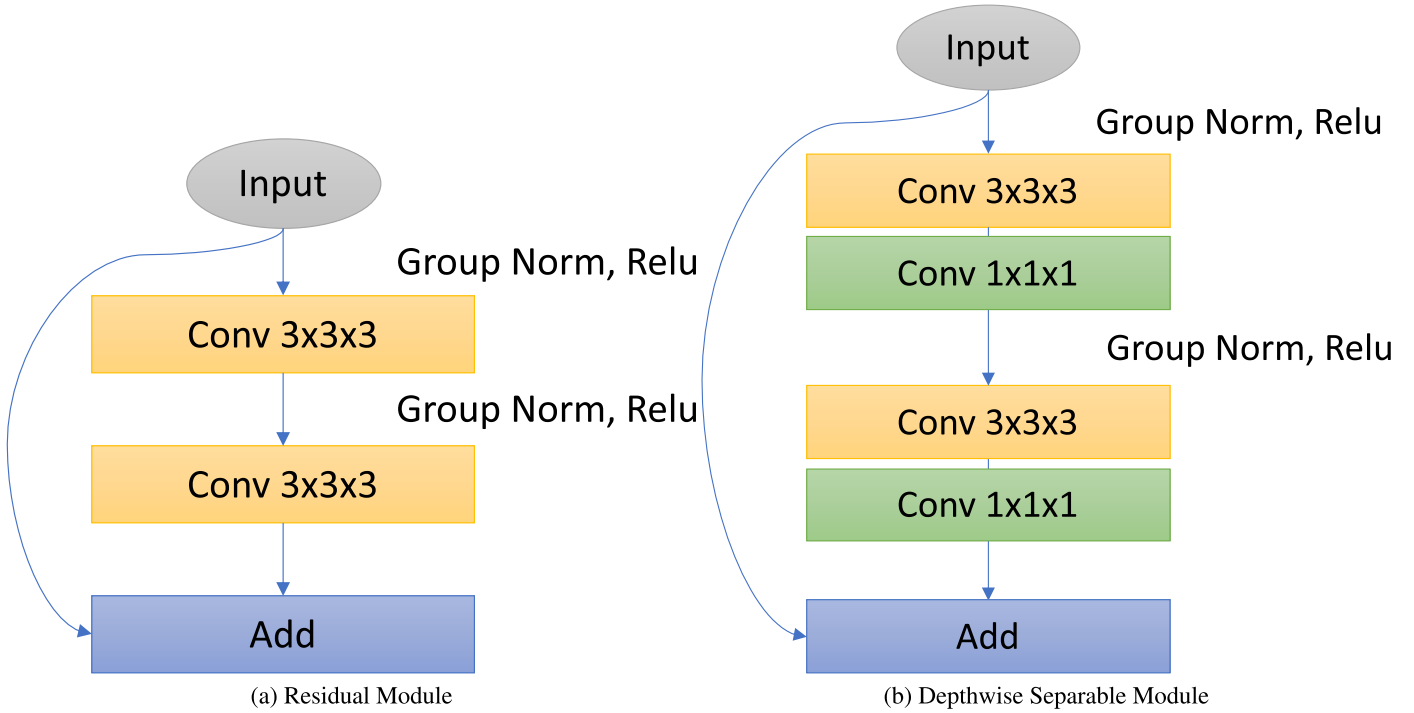 Input
Group Norm, Relu
Conv 3x3x3
Group Norm, Relu
Conv 3x3x3
Add
(a) Residual Module
Input
Group Norm, Relu
Conv 3x3x3
Conv 1x1x1
Group Norm, Relu
Conv 3x3x3
Conv 1x1x1
Add
(b) Depthwise Separable Module